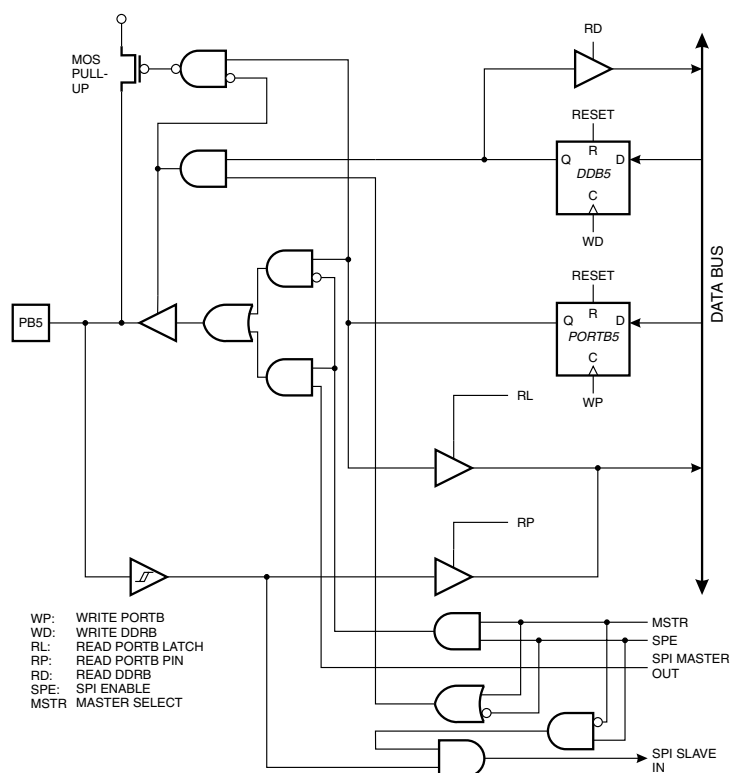 RD
MOS
PULL-
UP
RESET
R
Q
D
DDB5
C
WD
DATA BUS
RESET
R
PB5
Q
D
PORTB5
C
WP
RL
RP
WP: WRITE PORTB
WD: WRITE DDRB
RL: READ PORTB LATCH
RP: READ PORTB PIN
RD: READ DDRB
SPE: SPI ENABLE
MSTR MASTER SELECT
MSTR
SPE
SPI MASTER
OUT
SPI SLAVE
IN